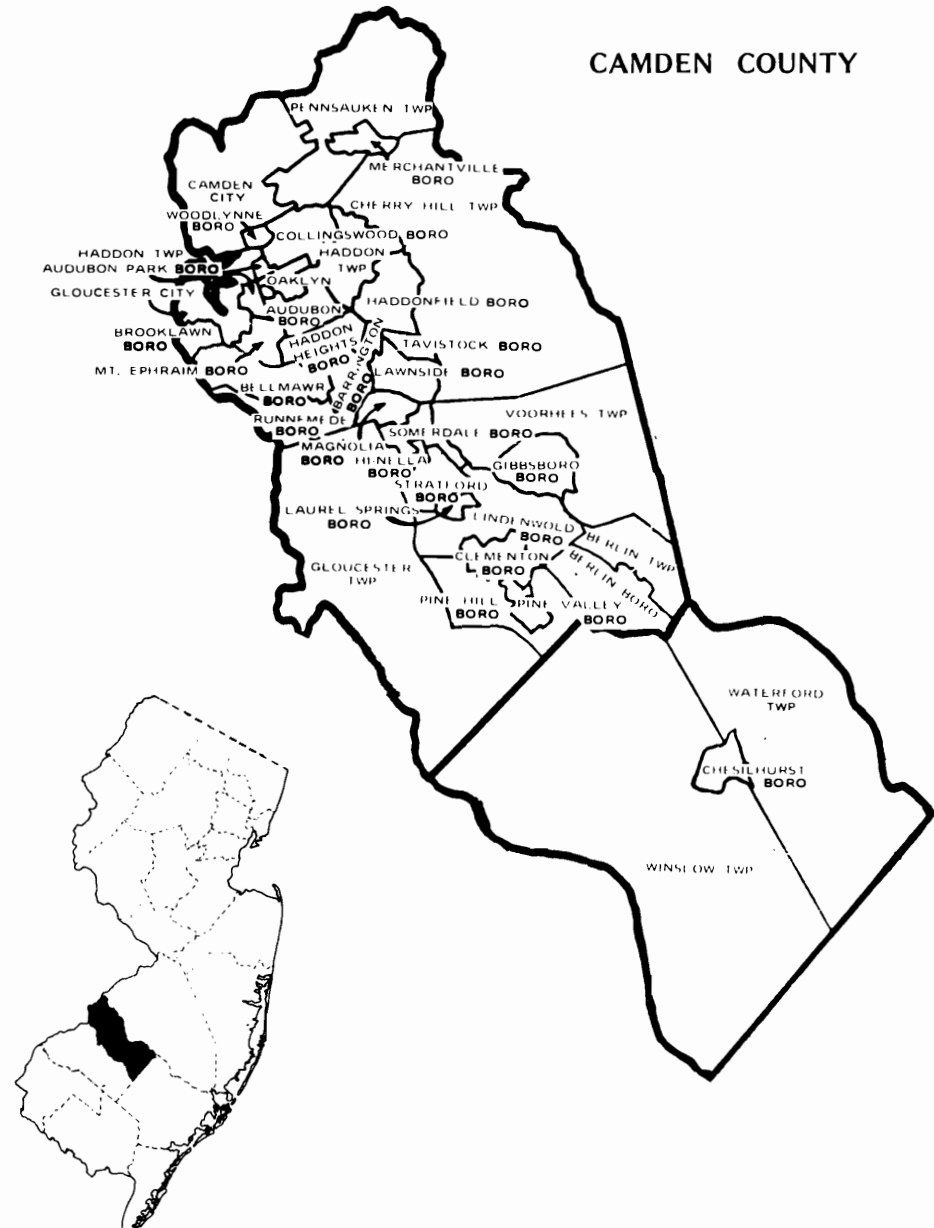 CAMDEN COUNTY
PENNSAUKEN TWP
MERCHANTVILLE
BORO
CAMDEN
CITY
CHERRY HILL TWP
WOODLYNNE
BORO
COLLINGSWOOD BORO
HADDON TWP
HADDON
TWP
AUDUBON PARK BORO
OAKLYN
GLOUCESTER CITY
HADDONFIELD BORO
AUDUBON
BORO
BROOKLAWN
BORO
HADDON
HEIGHTS
BORO
BARRINGTON
BORO
TAVISTOCK BORO
MT. EPHRAIM BORO
LAWNSIDE BORO
BELLMAWR
BORO
VOORHEES TWP
RUNNEMEDE
BORO
SOMERDALE BORO
MAGNOLIA
BORO
HINELLA
BORO
GIBBSBORO
BORO
STRATFORD
BORO
LAUREL SPRINGS
BORO
LINDENWOLD
BORO
BERLIN TWP
BERLIN BORO
CLEMENTON
BORO
GLOUCESTER
TWP
PINE HILL
BORO
PINE VALLEY
BORO
WATERFORD
TWP
CHESILHURST
BORO
WINSLOW TWP